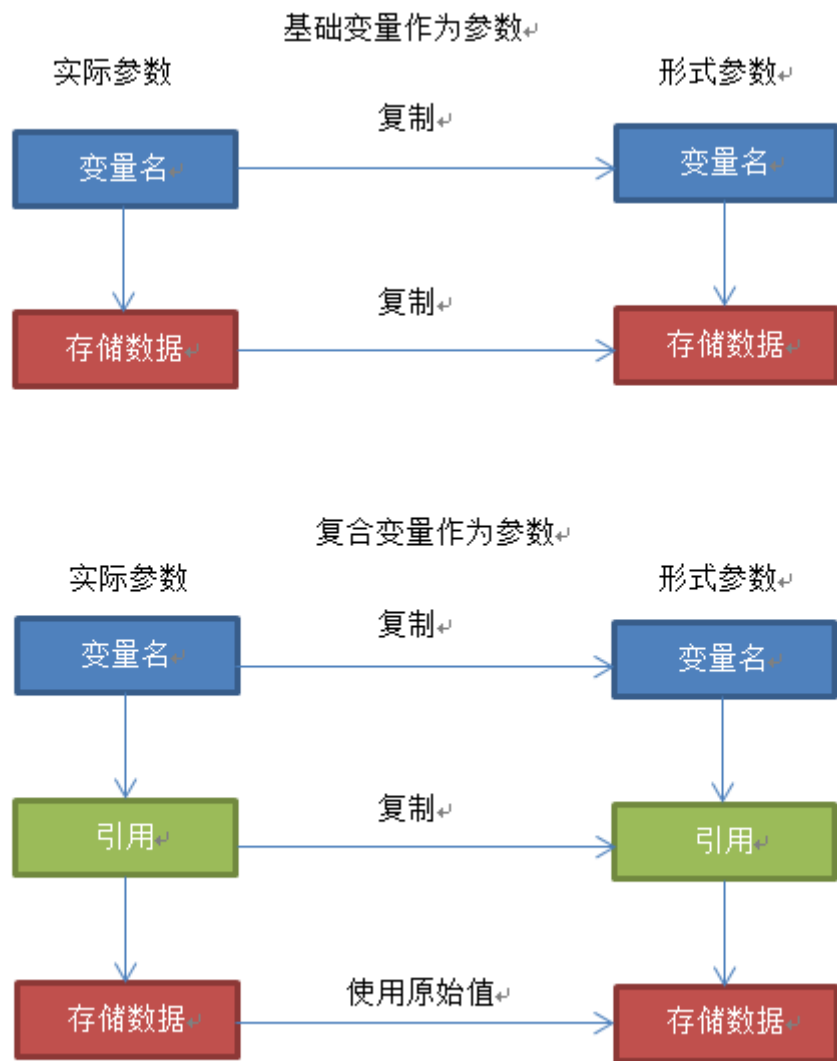 基础变量作为参数
实际参数 形式参数
复制
变量名 变量名
复制
存储数据 存储数据
复合变量作为参数
实际参数 形式参数
复制
变量名 变量名
复制
引用 引用
使用原始值
存储数据 存储数据